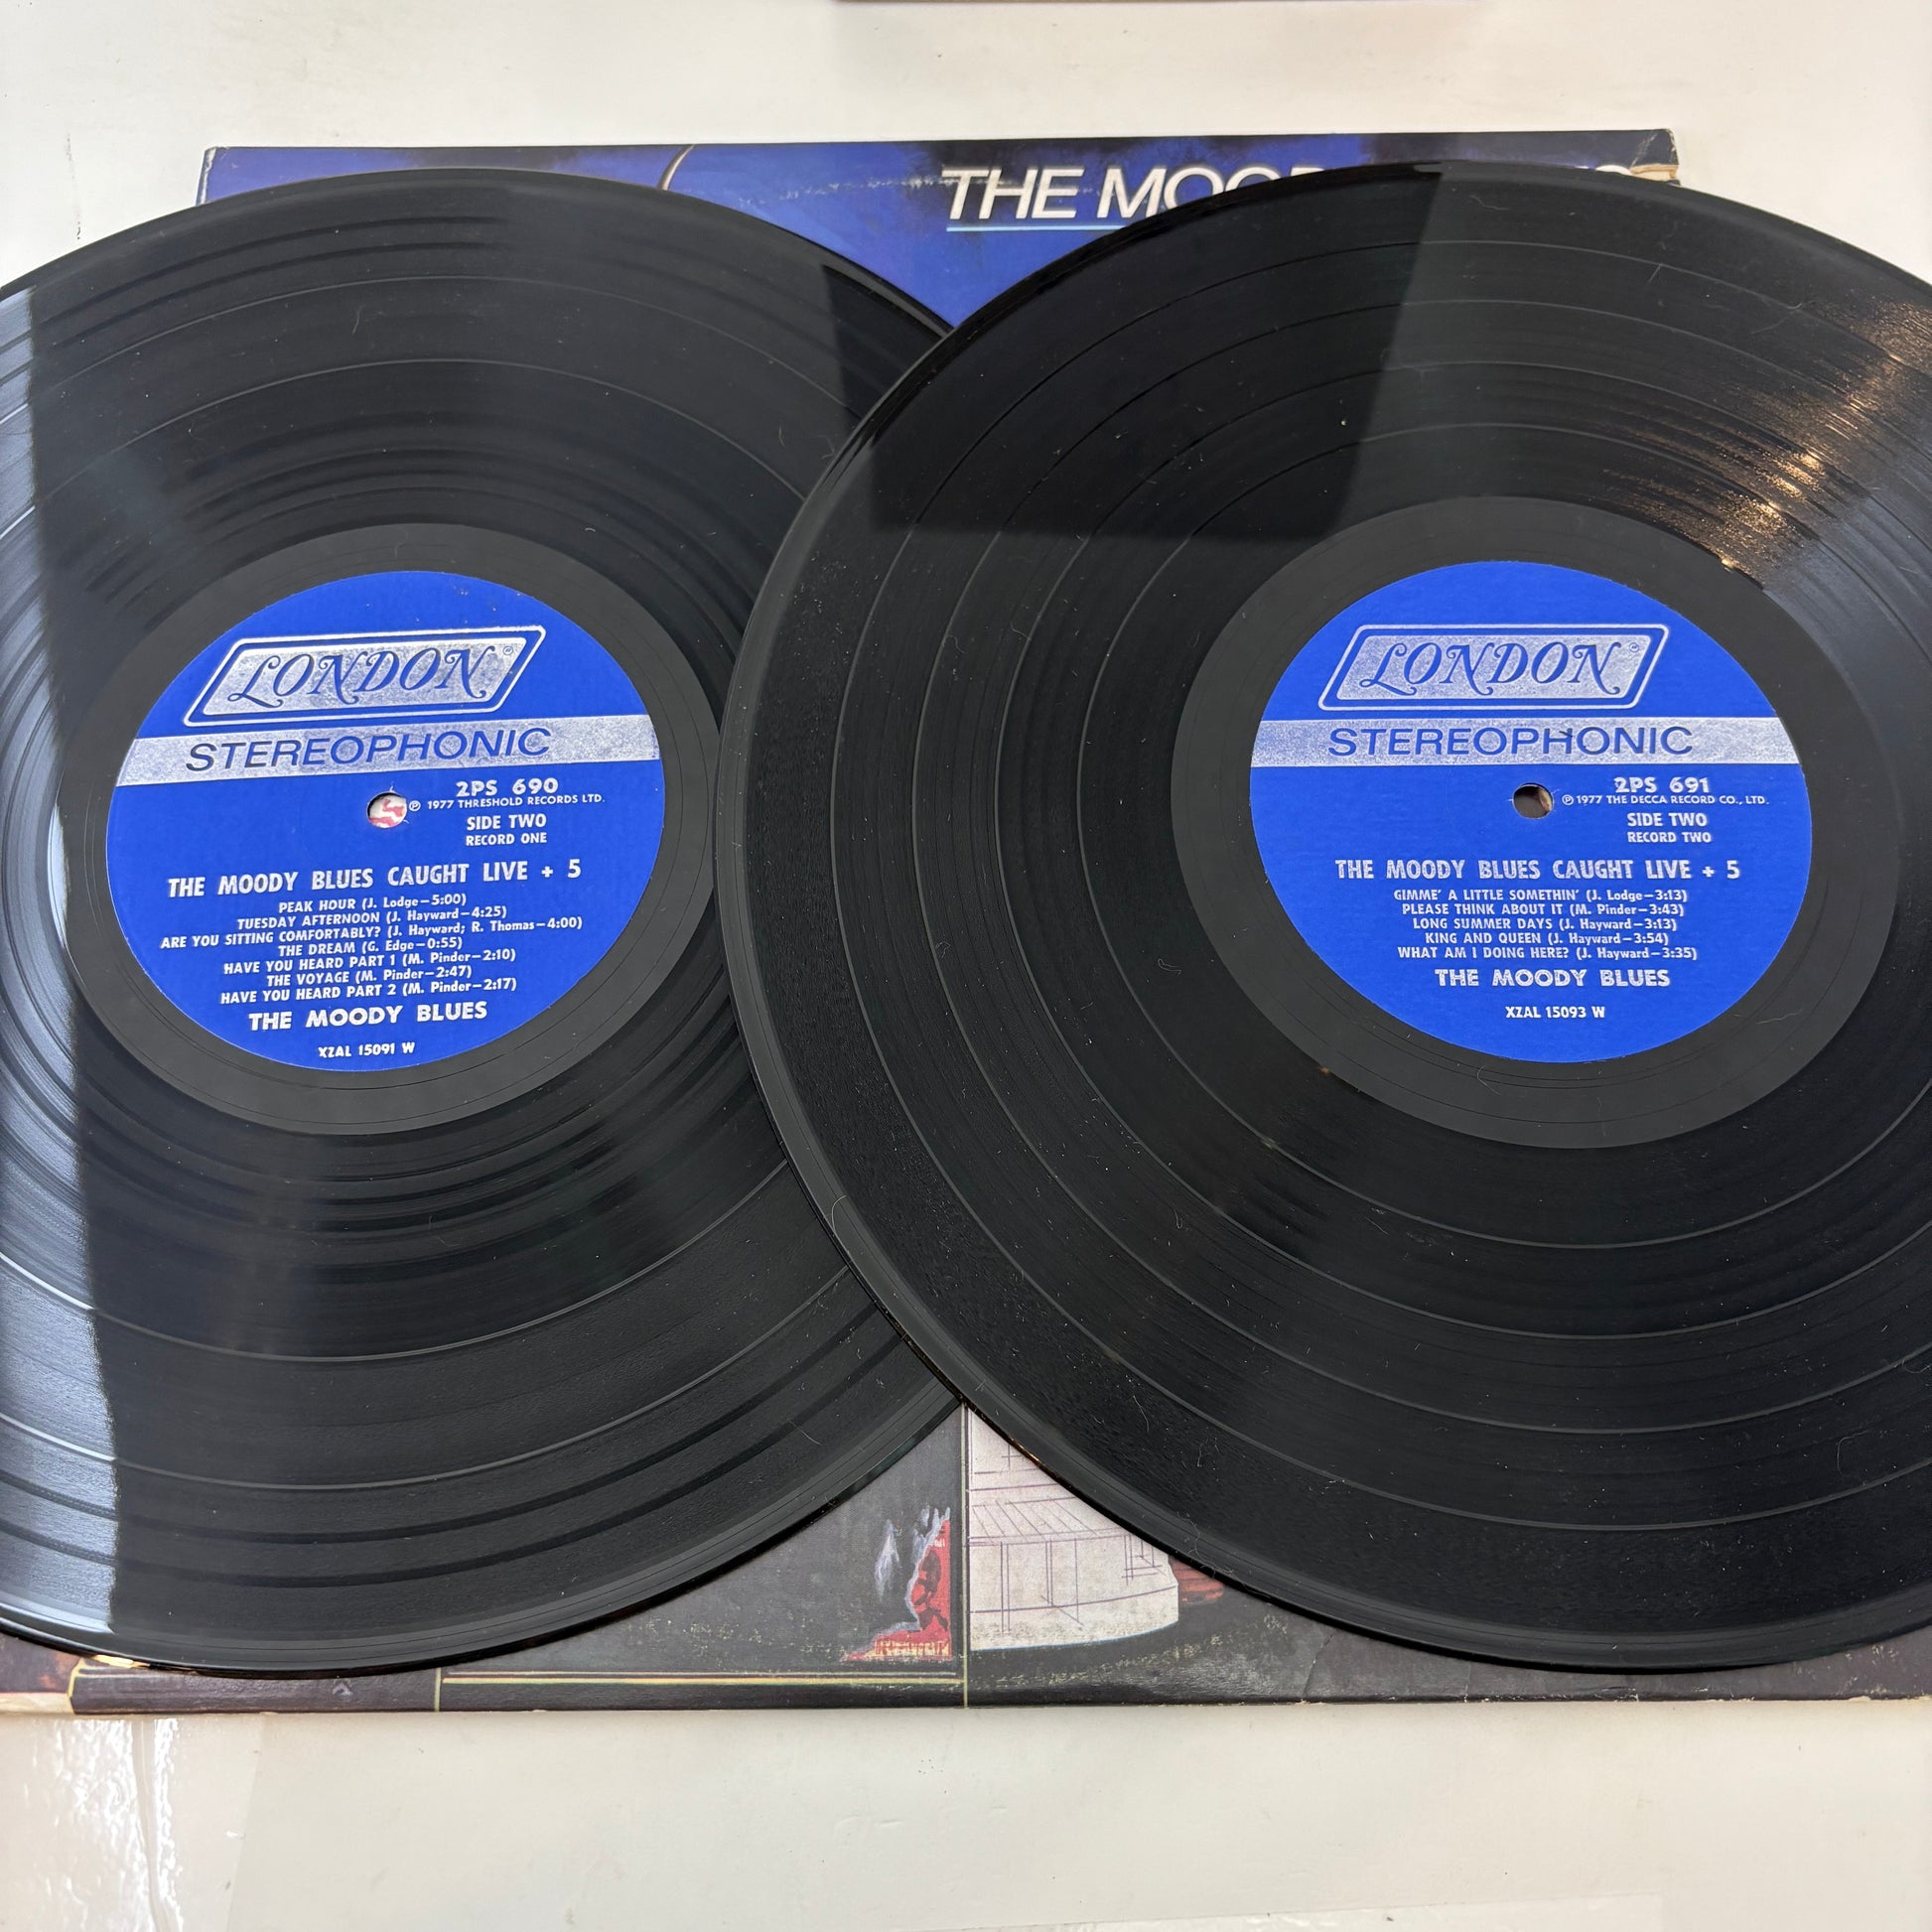 THE MOOD
LONDON®
STEREOPHONIC
2PS 690
℗ 1977 THRESHOLD RECORDS LTD.
SIDE TWO
RECORD ONE
THE MOODY BLUES CAUGHT LIVE + 5
PEAK HOUR (J. Lodge—5:00)
TUESDAY AFTERNOON (J. Hayward—4:25)
ARE YOU SITTING COMFORTABLY? (J. Hayward; R. Thomas—4:00)
THE DREAM (G. Edge—0:55)
HAVE YOU HEARD PART 1 (M. Pinder—2:10)
THE VOYAGE (M. Pinder—2:47)
HAVE YOU HEARD PART 2 (M. Pinder—2:17)
THE MOODY BLUES
XZAL 15091 W
LONDON®
STEREOPHONIC
2PS 691
℗ 1977 THE DECCA RECORD CO., LTD.
SIDE TWO
RECORD TWO
THE MOODY BLUES CAUGHT LIVE + 5
GIMME' A LITTLE SOMETHIN' (J. Lodge—3:13)
PLEASE THINK ABOUT IT (M. Pinder—3:43)
LONG SUMMER DAYS (J. Hayward—3:13)
KING AND QUEEN (J. Hayward—3:54)
WHAT AM I DOING HERE? (J. Hayward—3:35)
THE MOODY BLUES
XZAL 15093 W